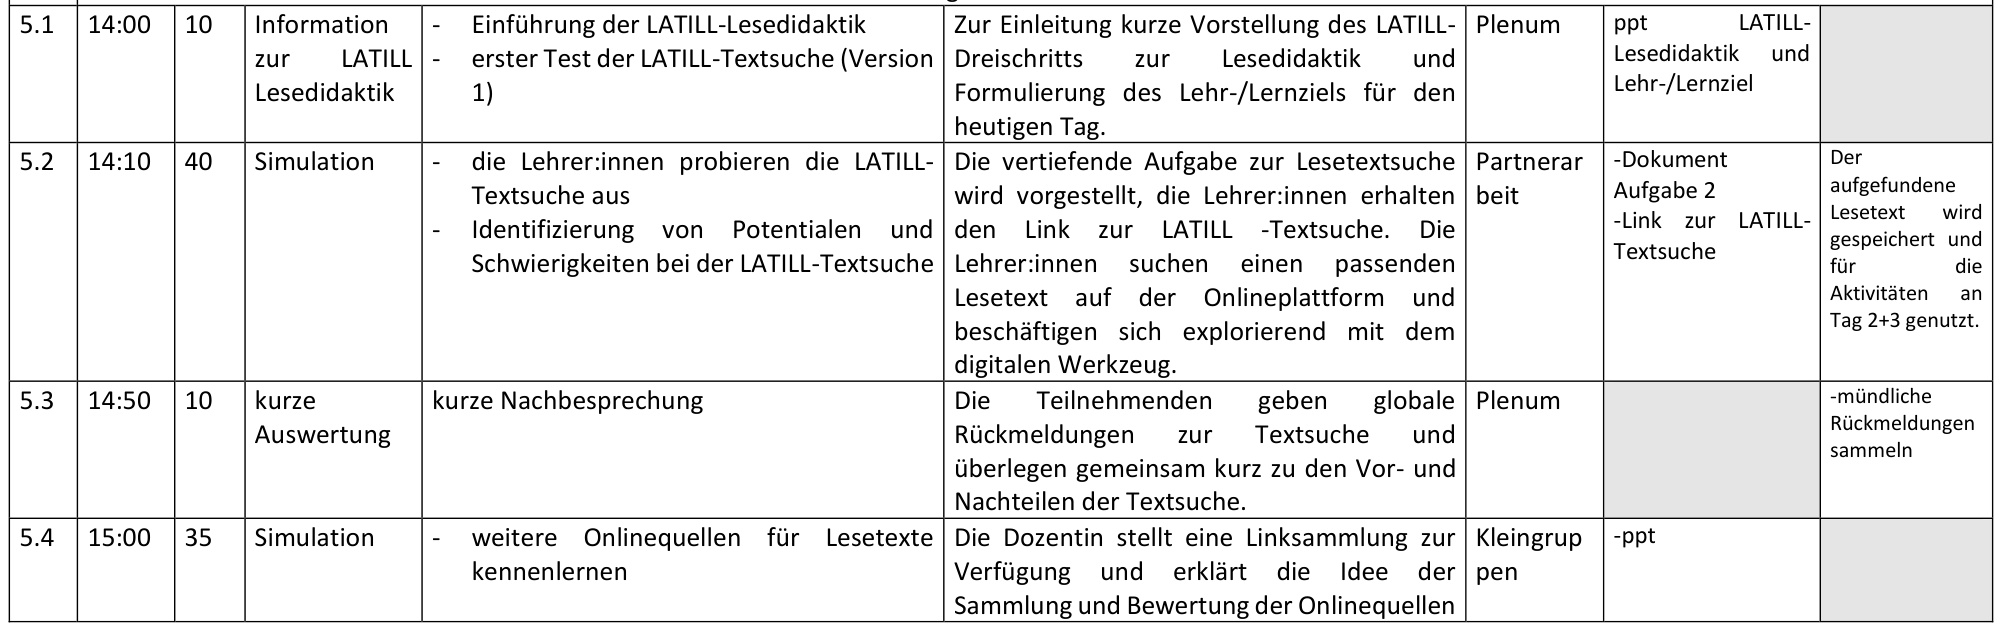 5.1
14:00
10
Information
zur LATILL
Lesedidaktik
- Einführung der LATILL-Lesedidaktik
- erster Test der LATILL-Textsuche (Version
1)
Zur Einleitung kurze Vorstellung des LATILL-
Dreischritts zur Lesedidaktik und
Formulierung des Lehr-/Lernziels für den
heutigen Tag.
Plenum
ppt LATILL-
Lesedidaktik und
Lehr-/Lernziel
5.2
14:10
40
Simulation
- die Lehrer:innen probieren die LATILL-
Textsuche aus
- Identifizierung von Potentialen und
Schwierigkeiten bei der LATILL-Textsuche
Die vertiefende Aufgabe zur Lesetextsuche
wird vorgestellt, die Lehrer:innen erhalten
den Link zur LATILL -Textsuche. Die
Lehrer:innen suchen einen passenden
Lesetext auf der Onlineplattform und
beschäftigen sich explorierend mit dem
digitalen Werkzeug.
Partnerar
beit
-Dokument
Aufgabe 2
-Link zur LATILL-
Textsuche
Der
aufgefundene
Lesetext wird
gespeichert und
für die
Aktivitäten an
Tag 2+3 genutzt.
5.3
14:50
10
kurze
Auswertung
kurze Nachbesprechung
Die Teilnehmenden geben globale
Rückmeldungen zur Textsuche und
überlegen gemeinsam kurz zu den Vor- und
Nachteilen der Textsuche.
Plenum
-mündliche
Rückmeldungen
sammeln
5.4
15:00
35
Simulation
- weitere Onlinequellen für Lesetexte
kennenlernen
Die Dozentin stellt eine Linksammlung zur
Verfügung und erklärt die Idee der
Sammlung und Bewertung der Onlinequellen
Kleingrup
pen
-ppt